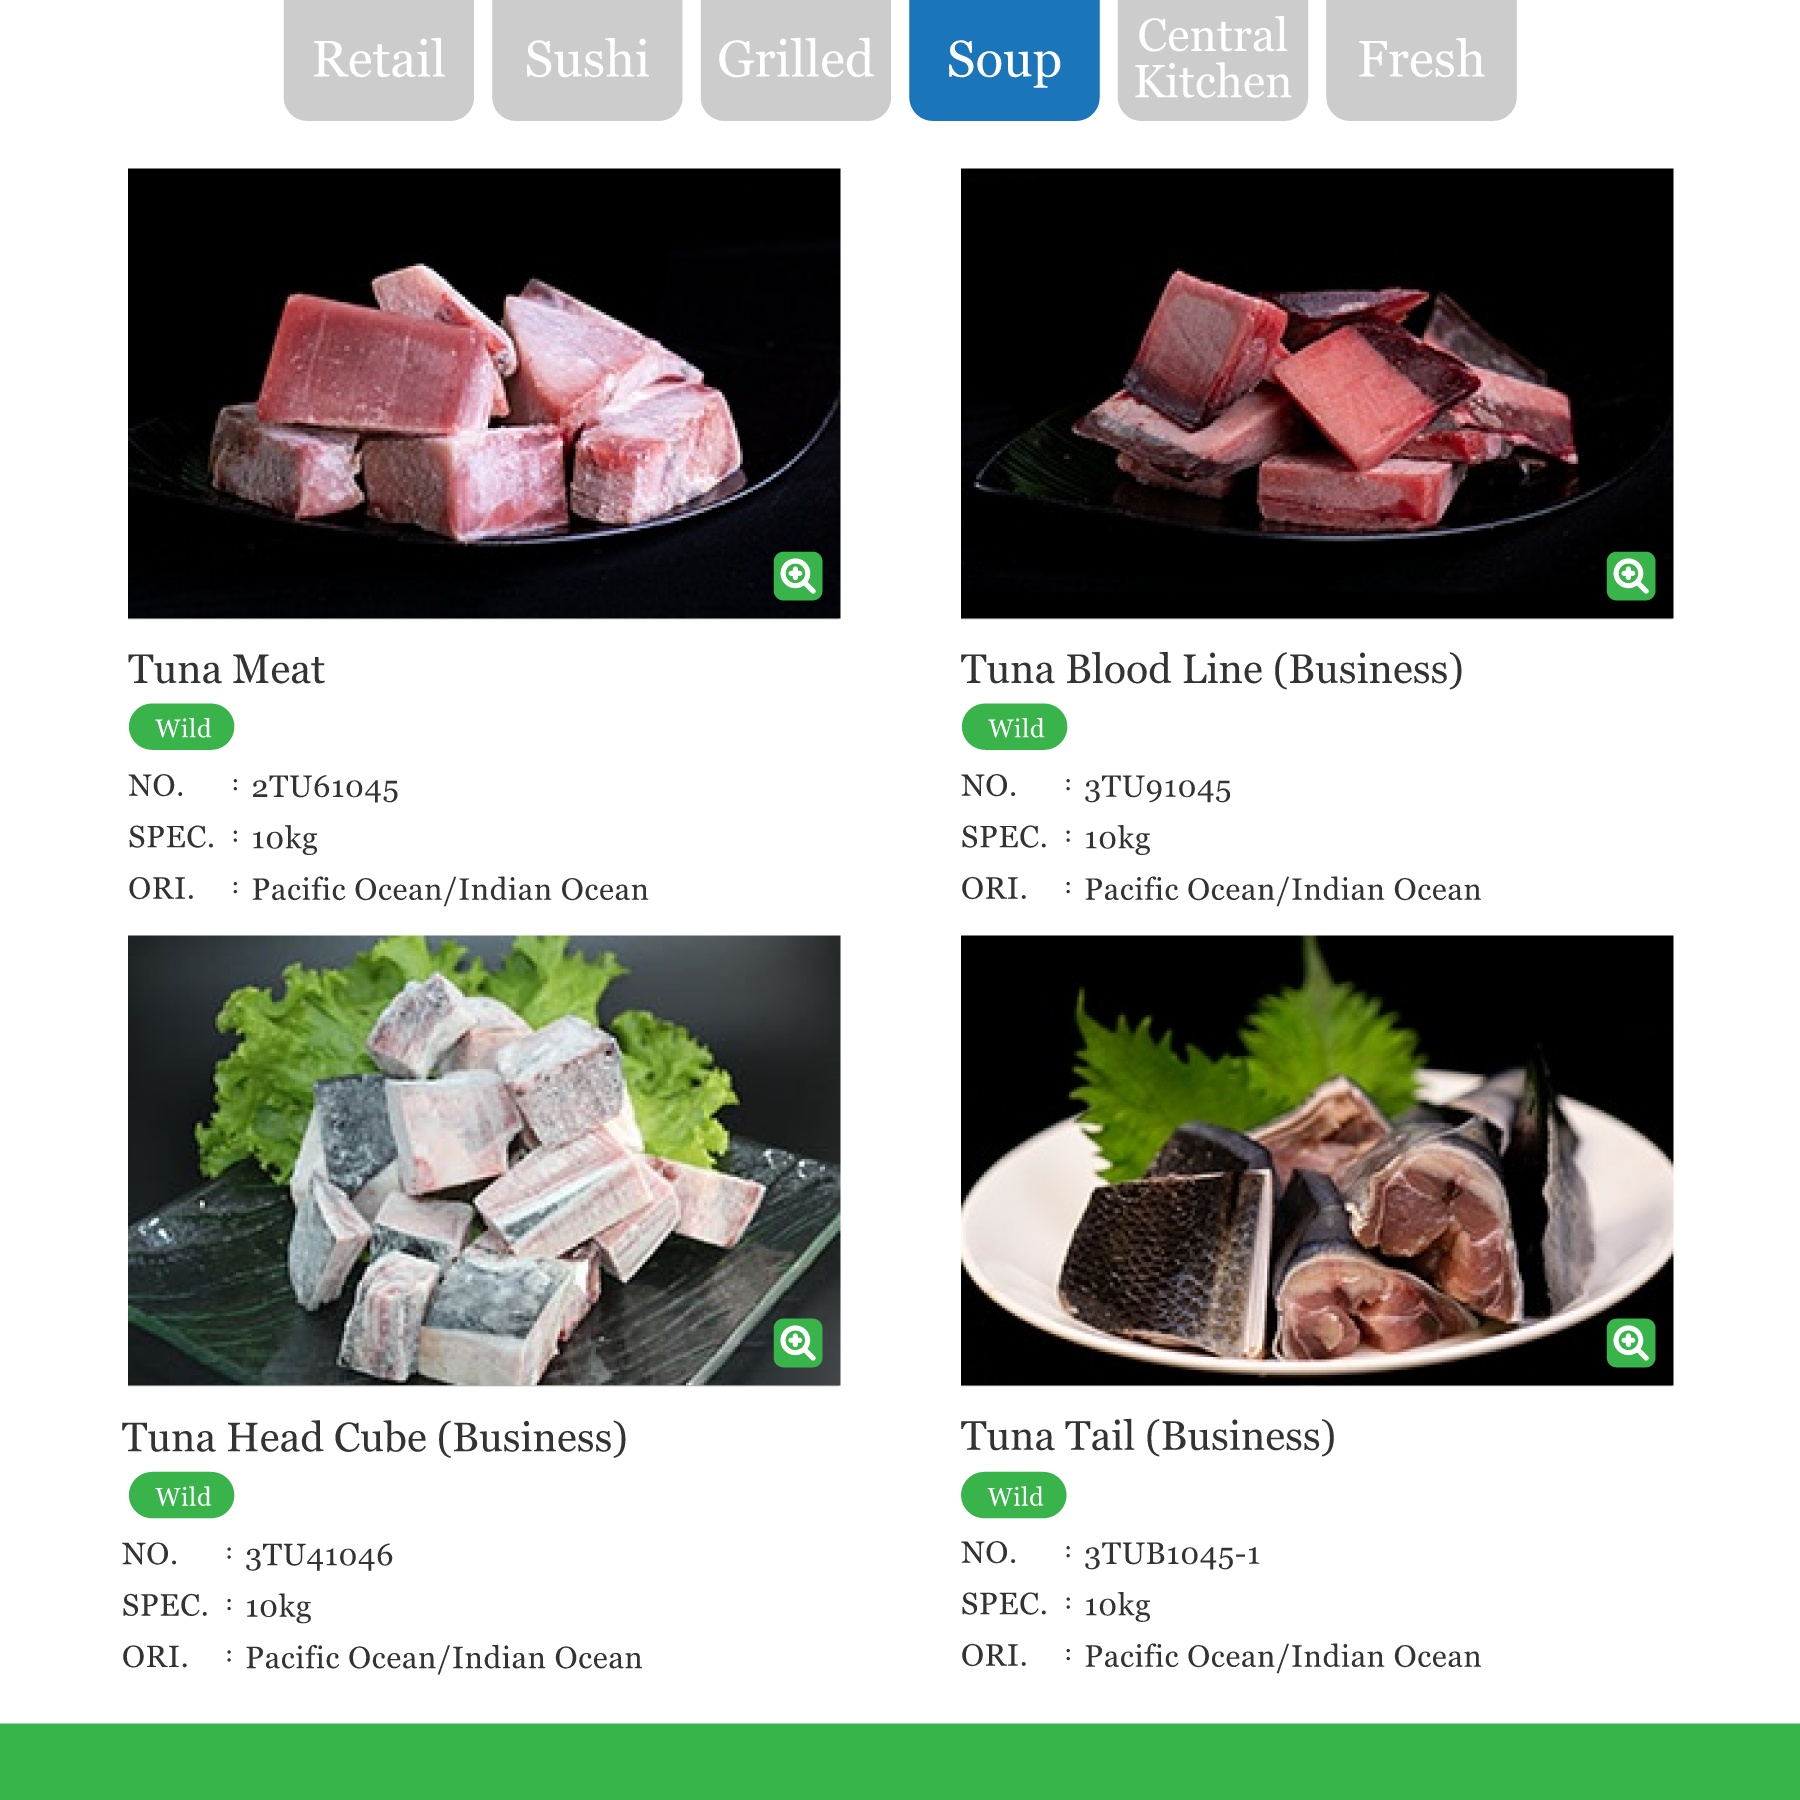 Retail
Sushi
Grilled
Soup
Central
Kitchen
Fresh
Tuna Meat
Wild
NO. : 2TU61045
SPEC. : 10kg
ORI. : Pacific Ocean/Indian Ocean
Tuna Blood Line (Business)
Wild
NO. : 3TU91045
SPEC. : 10kg
ORI. : Pacific Ocean/Indian Ocean
Tuna Head Cube (Business)
Wild
NO. : 3TU41046
SPEC. : 10kg
ORI. : Pacific Ocean/Indian Ocean
Tuna Tail (Business)
Wild
NO. : 3TUB1045-1
SPEC. : 10kg
ORI. : Pacific Ocean/Indian Ocean